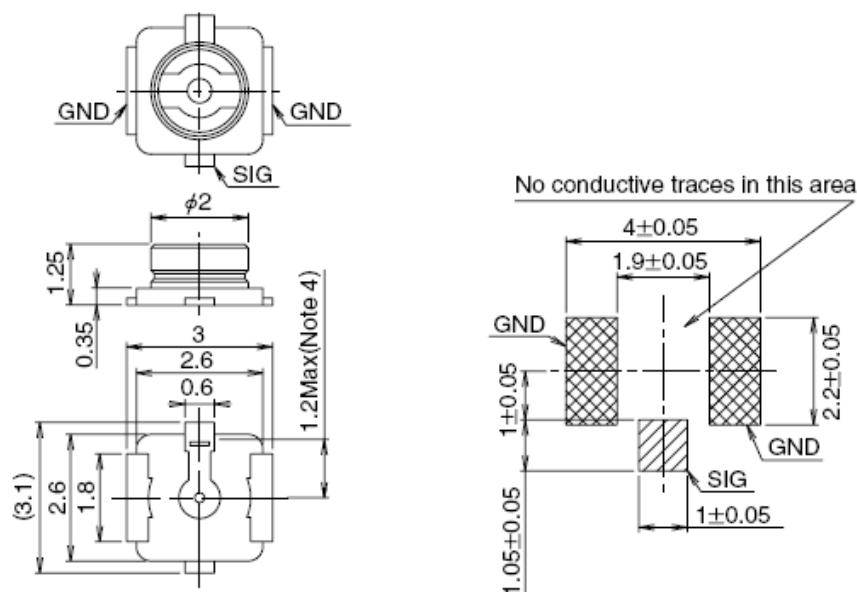 GND
GND
SIG
ϕ2
1.25
0.35
3
2.6
0.6
1.2Max(Note 4)
(3.1)
2.6
1.8
No conductive traces in this area
4±0.05
1.9±0.05
GND
2.2±0.05
1±0.05
GND
SIG
1.05±0.05
1±0.05